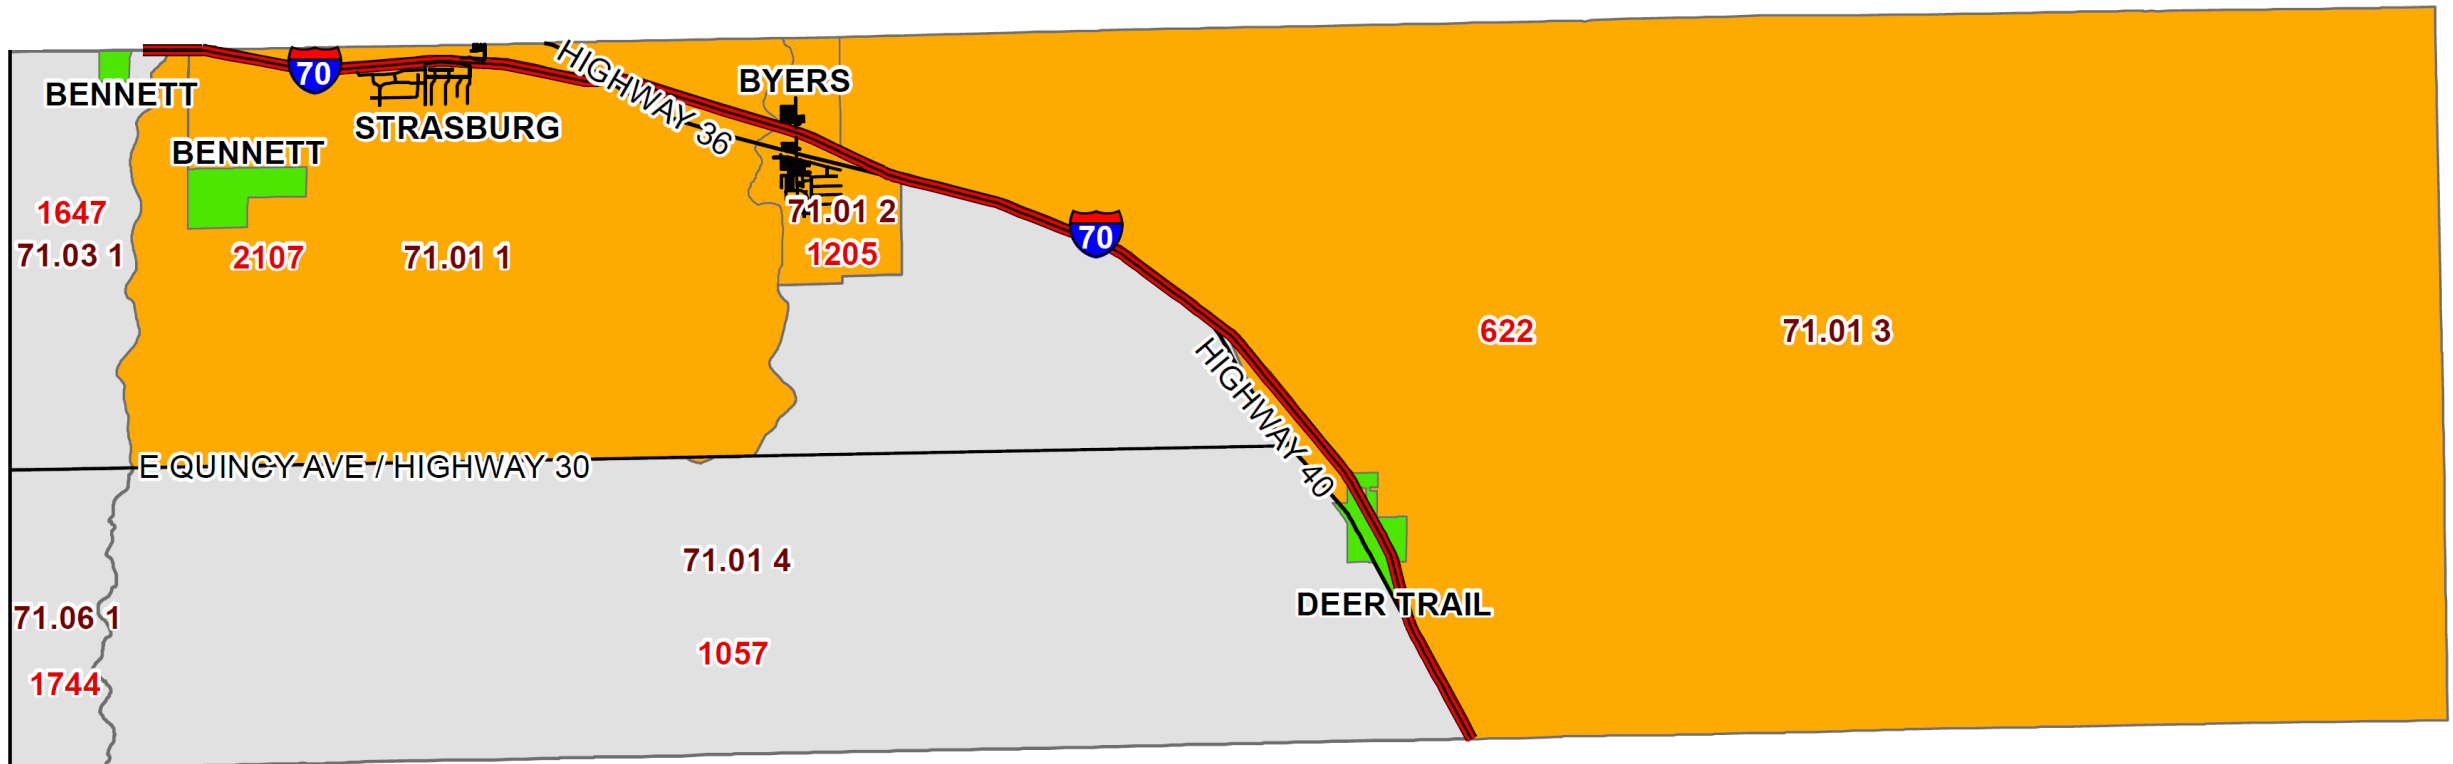 70
HIGHWAY 36
BYERS
BENNETT
STRASBURG
BENNETT
1647
71.03 1
2107
71.01 1
71.01 2
1205
70
622
71.01 3
HIGHWAY 40
E QUINCY AVE / HIGHWAY 30
71.01 4
DEER TRAIL
71.06 1
1057
1744